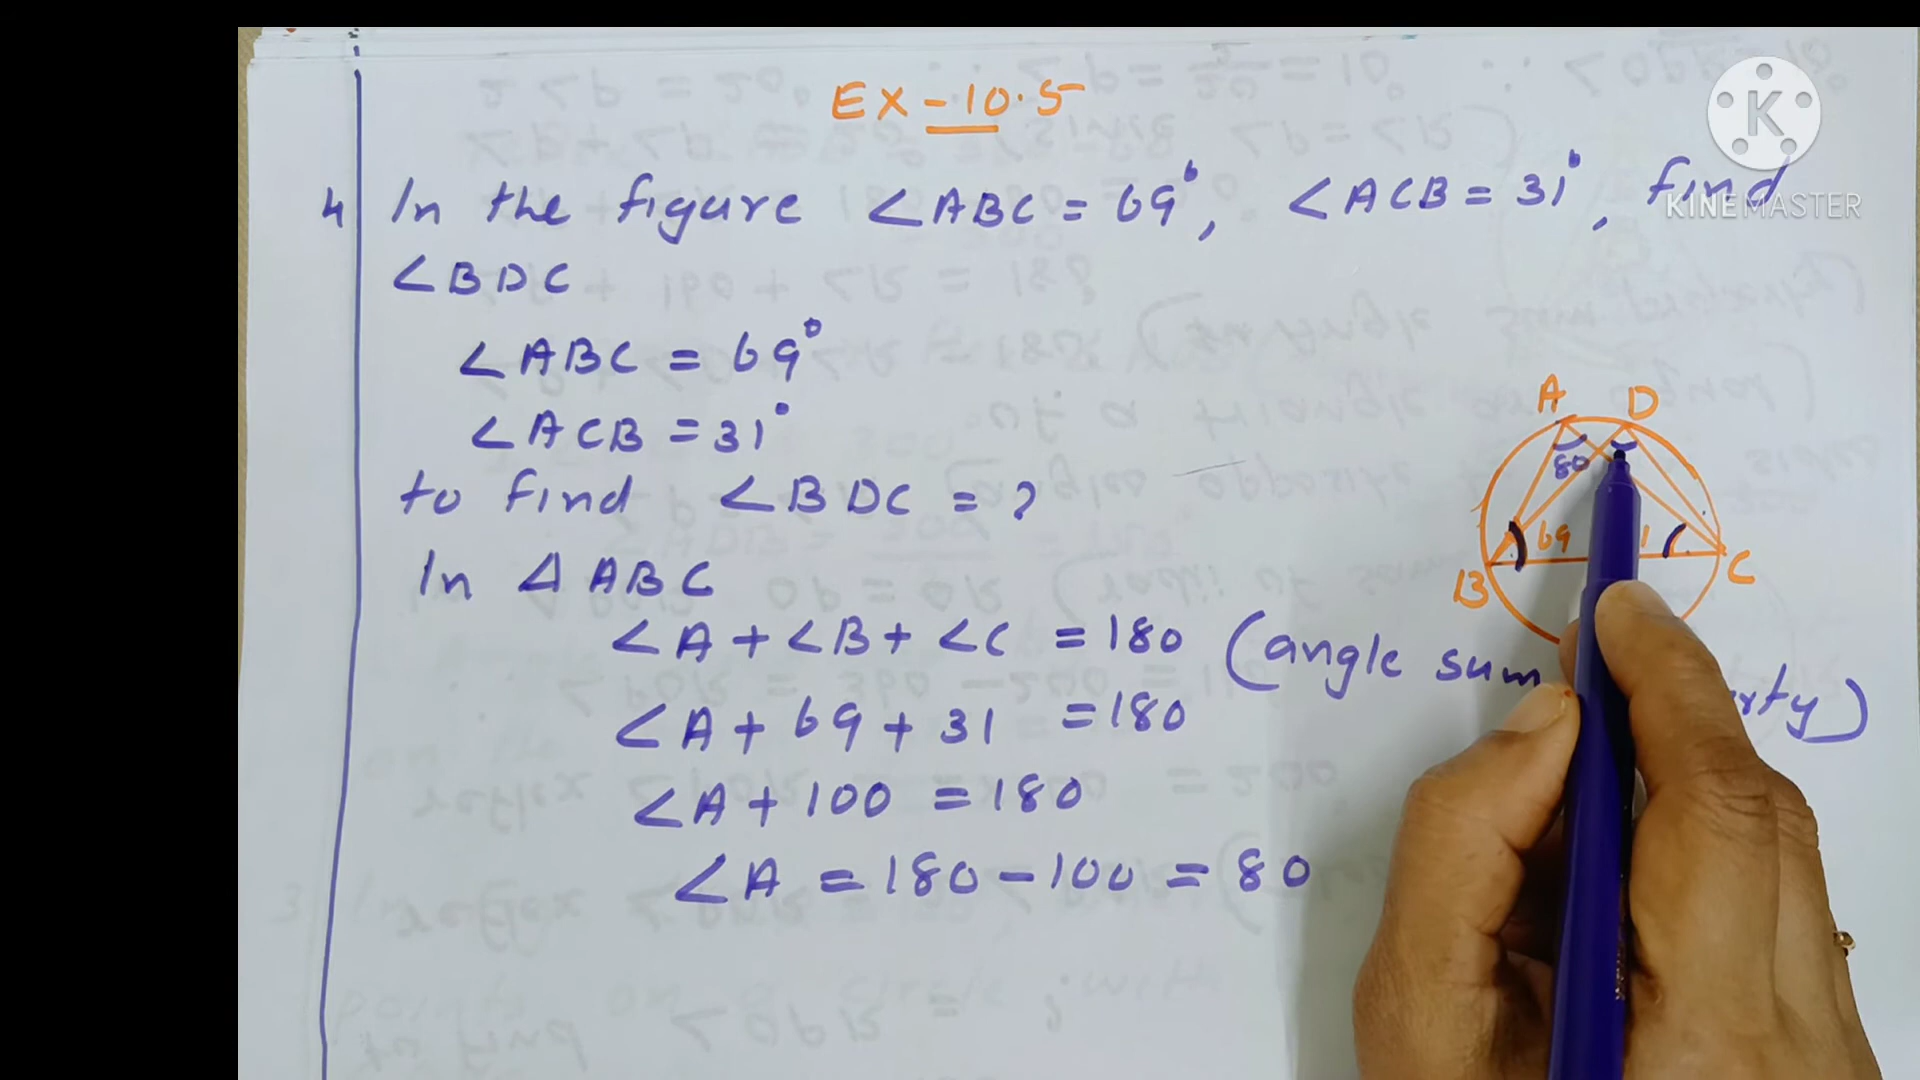 EX-10.5
4 In the figure ∠ABC = 69°, ∠ACB = 31°, find
∠BDC
∠ABC = 69°
∠ACB = 31°
to find ∠BDC = ?
In △ABC
∠A + ∠B + ∠C = 180 (angle sum
∠A + 69 + 31 = 180
∠A + 100 = 180
∠A = 180 - 100 = 80
A D
80
69 1
B C
K
KINEMASTER